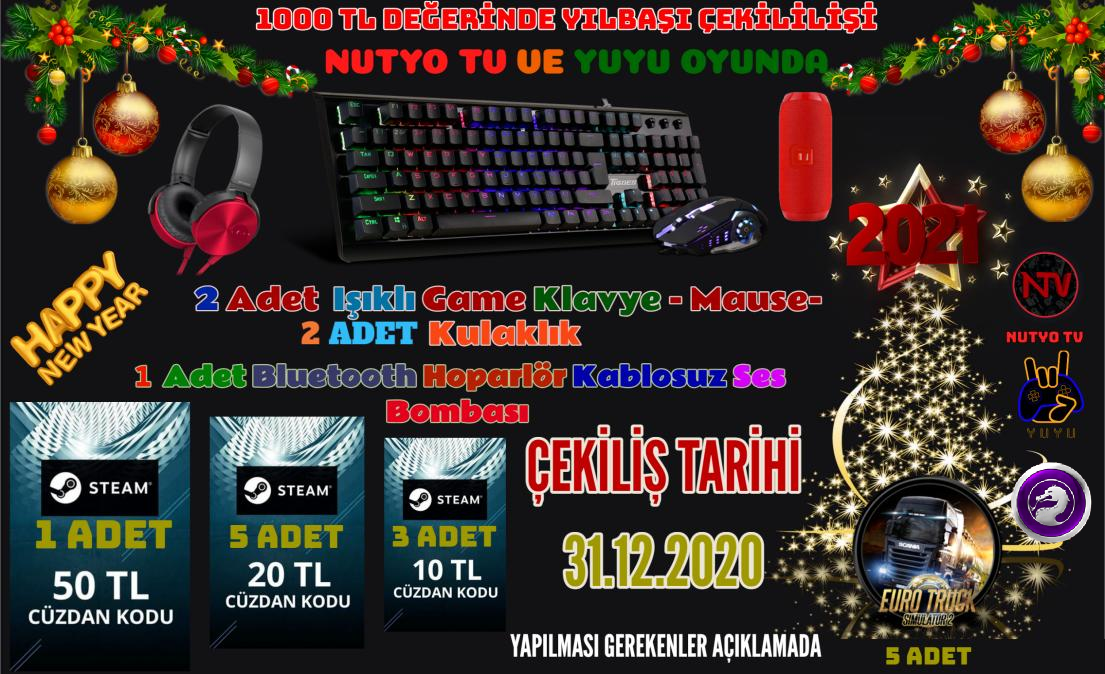 1000 TL DEĞERİNDE YILBAŞI ÇEKİLİLİŞİ
NUTYO TU UE YUYU OYUNDA
2021
HAPPY
NEW YEAR
NTV
NUTYO TV
YUYU
2 Adet Işıklı Game Klavye - Mause-
2 ADET Kulaklık
1 Adet Bluetooth Hoparlör Kablosuz Ses
Bombası
STEAM
1 ADET
50 TL
CÜZDAN KODU
STEAM
5 ADET
20 TL
CÜZDAN KODU
STEAM
3 ADET
10 TL
CÜZDAN KODU
ÇEKİLİŞ TARİHİ
31.12.2020
YAPILMASI GEREKENLER AÇIKLAMADA
SCANIA
EURO TRUCK
SIMULATOR 2
5 ADET